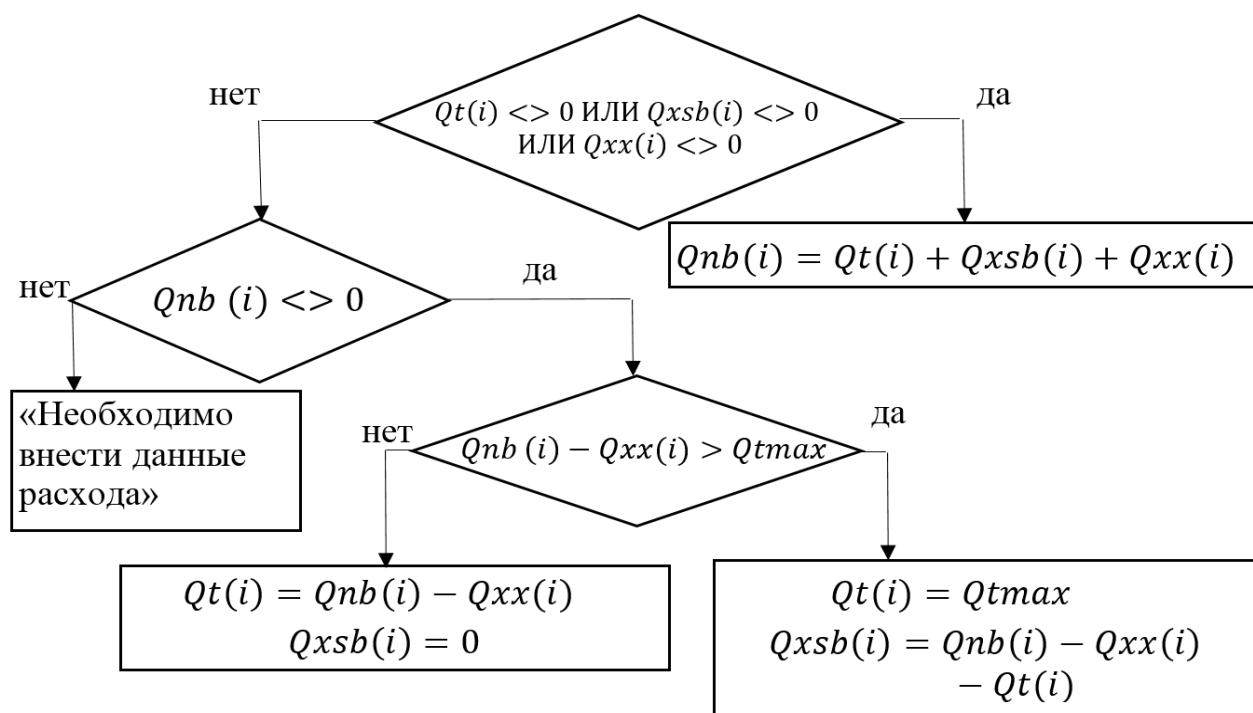 нет
да
Qt(i) <> 0 ИЛИ Qxsb(i) <> 0
ИЛИ Qxx(i) <> 0
Qnb(i) = Qt(i) + Qxsb(i) + Qxx(i)
нет
да
Qnb (i) <> 0
«Необходимо
внести данные
расхода»
нет
да
Qnb (i) − Qxx(i) > Qtmax
Qt(i) = Qnb(i) − Qxx(i)
Qxsb(i) = 0
Qt(i) = Qtmax
Qxsb(i) = Qnb(i) − Qxx(i)
− Qt(i)